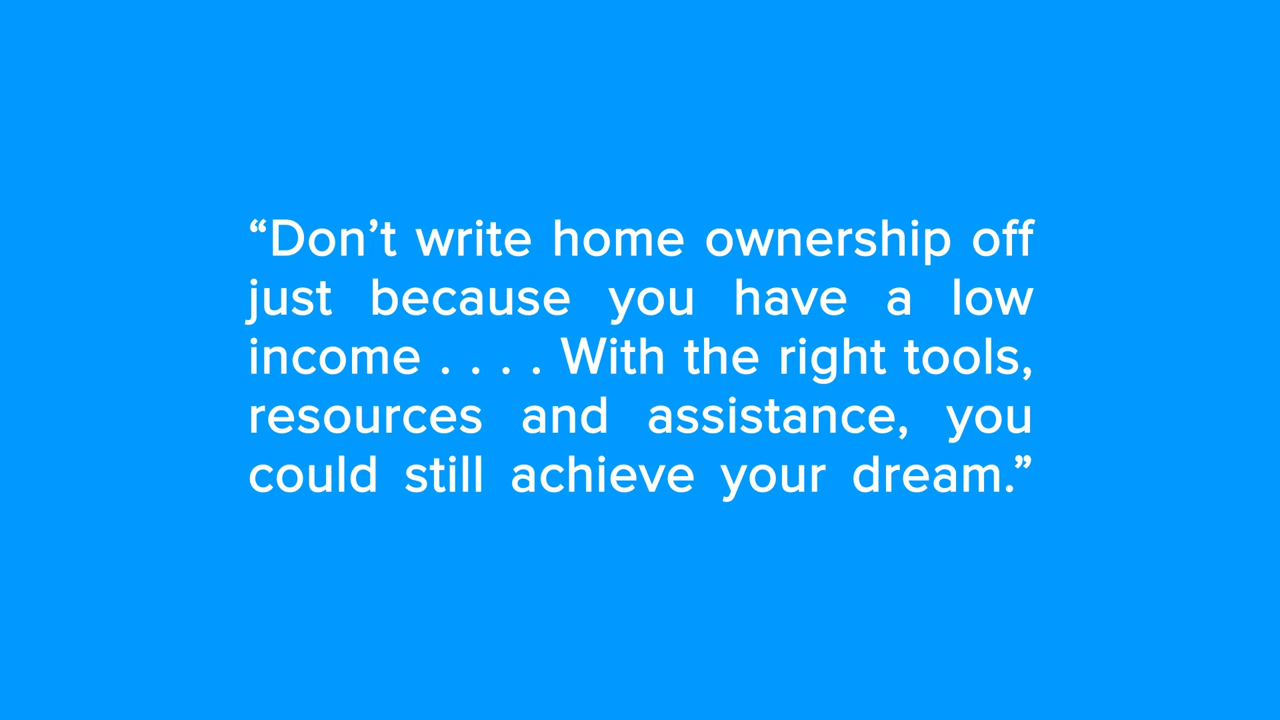 “Don’t write home ownership off
just because you have a low
income . . . . With the right tools,
resources and assistance, you
could still achieve your dream.”